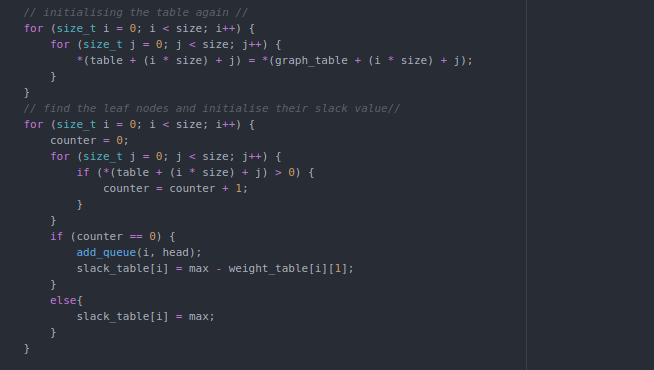 // initialising the table again //
for (size_t i = 0; i < size; i++) {
    for (size_t j = 0; j < size; j++) {
        *(table + (i * size) + j) = *(graph_table + (i * size) + j);
    }
}
// find the leaf nodes and initialise their slack value//
for (size_t i = 0; i < size; i++) {
    counter = 0;
    for (size_t j = 0; j < size; j++) {
        if (*(table + (i * size) + j) > 0) {
            counter = counter + 1;
        }
    }
    if (counter == 0) {
        add_queue(i, head);
        slack_table[i] = max - weight_table[i][1];
    }
    else{
        slack_table[i] = max;
    }
}